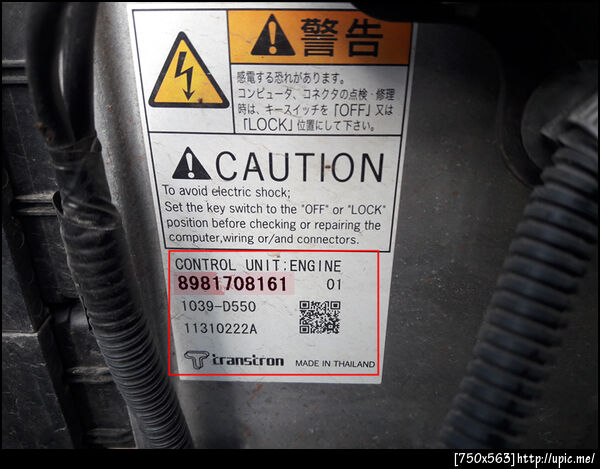 警告
感電する恐れがあります。
コンピュータ、コネクタの点検・修理
時は、キースイッチを「OFF」又は
「LOCK」位置にして下さい。
CAUTION
To avoid electric shock;
Set the key switch to the "OFF" or "LOCK"
position before checking or repairing the
computer,wiring or/and connectors.
CONTROL UNIT:ENGINE
8981708161 01
1039-D550
11310222A
transtron MADE IN THAILAND
[750x563]http://upic.me/